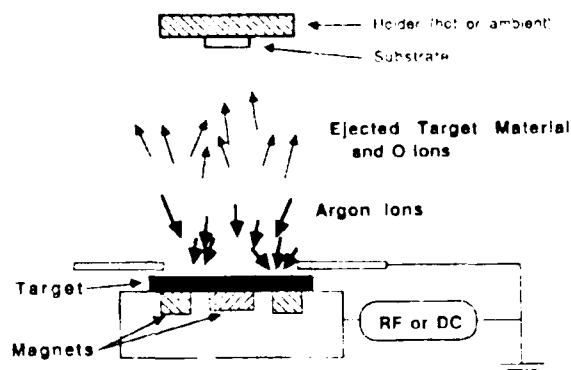 Holder (hot or ambient)
Substrate
Ejected Target Material
and O Ions
Argon Ions
Target
RF or DC
Magnets